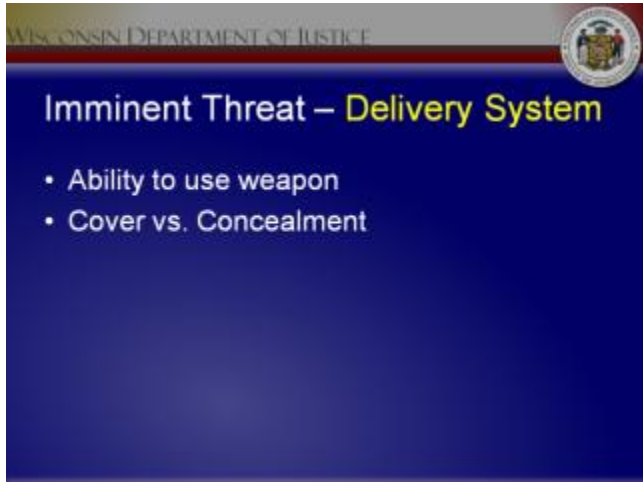 WISCONSIN DEPARTMENT OF JUSTICE
Imminent Threat – Delivery System
• Ability to use weapon
• Cover vs. Concealment